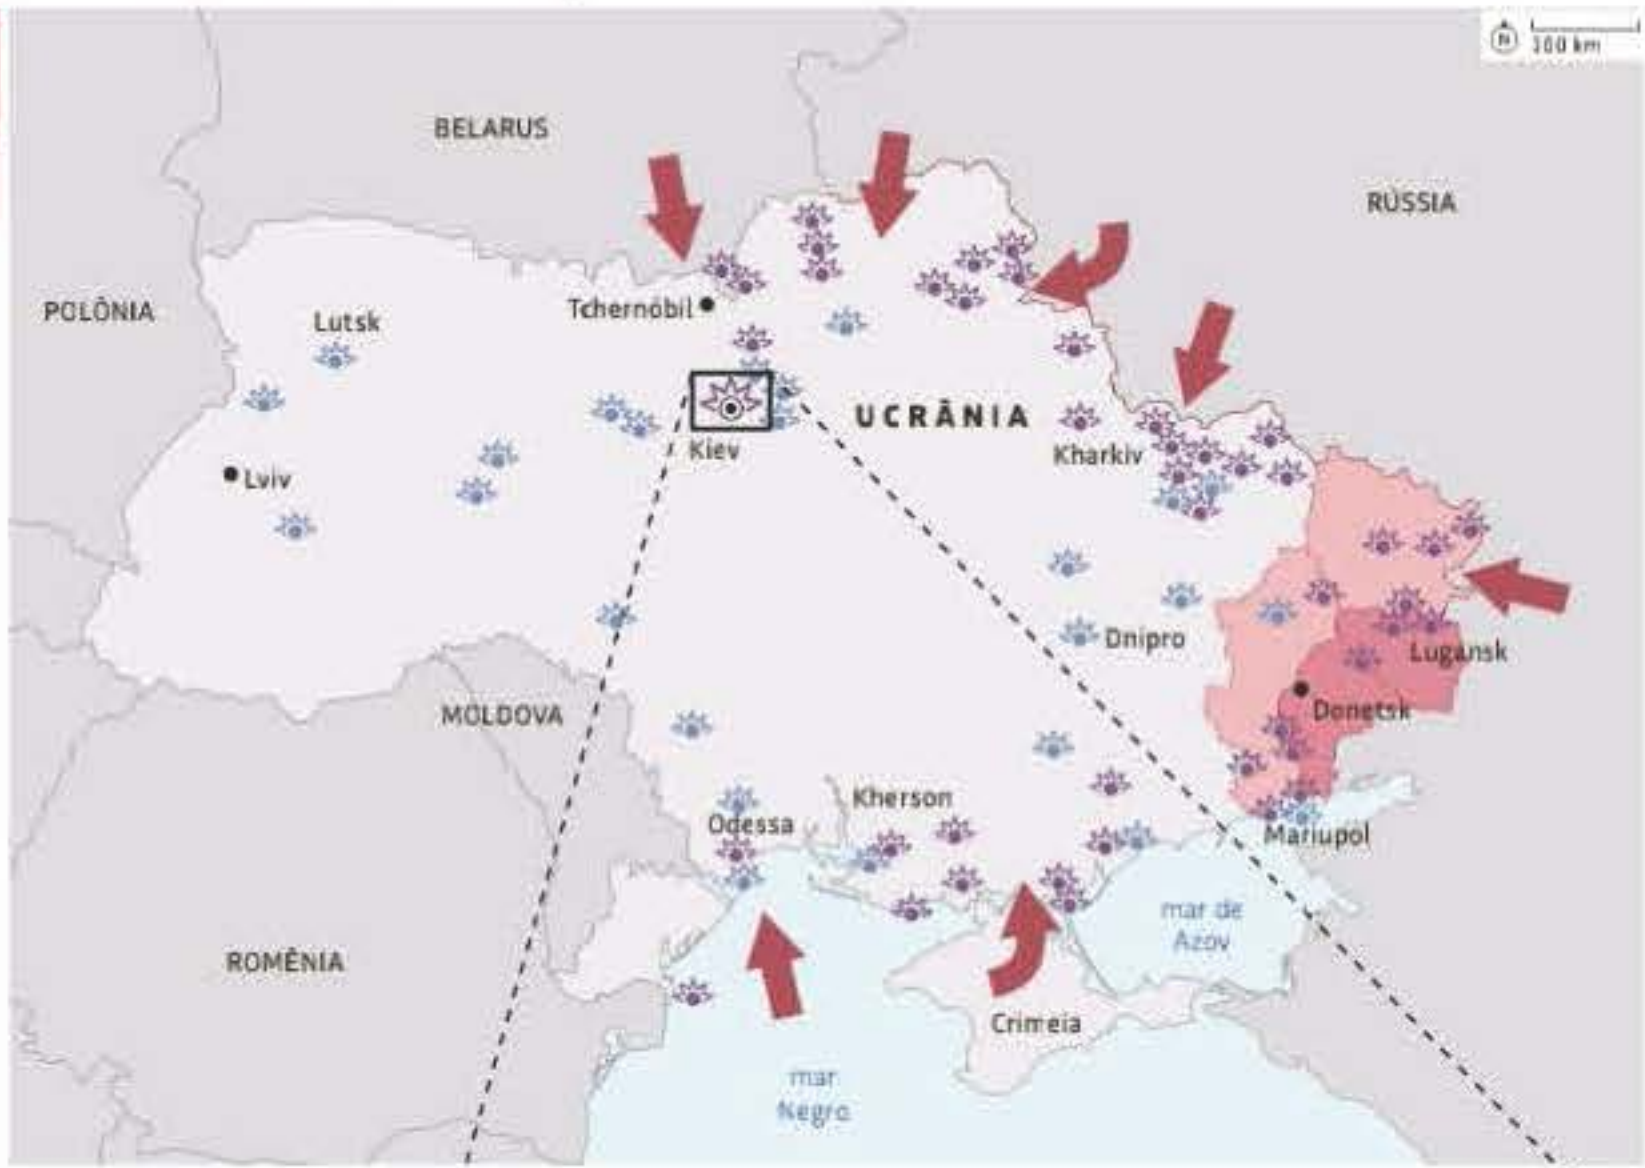 N
100 km
BELARUS
RÚSSIA
POLÔNIA
Tchernóbil
Lutsk
UCRÂNIA
Kiev
Kharkiv
Lviv
Dnipro
Lugansk
Donetsk
MOLDOVA
Kherson
Odessa
Mariupol
mar de
Azov
ROMÊNIA
Crimeia
mar
Negro